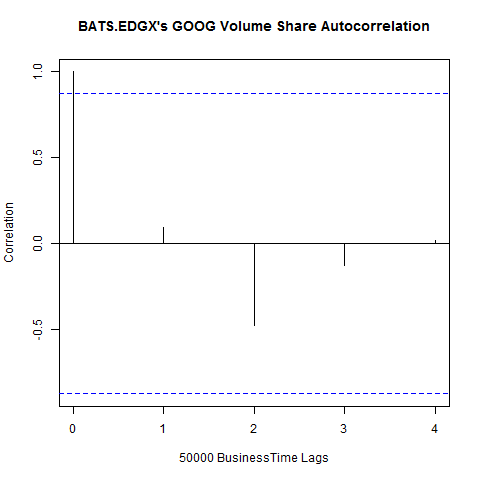 BATS.EDGX's GOOG Volume Share Autocorrelation
1.0
0.5
0.0
-0.5
Correlation
0 1 2 3 4
50000 BusinessTime Lags